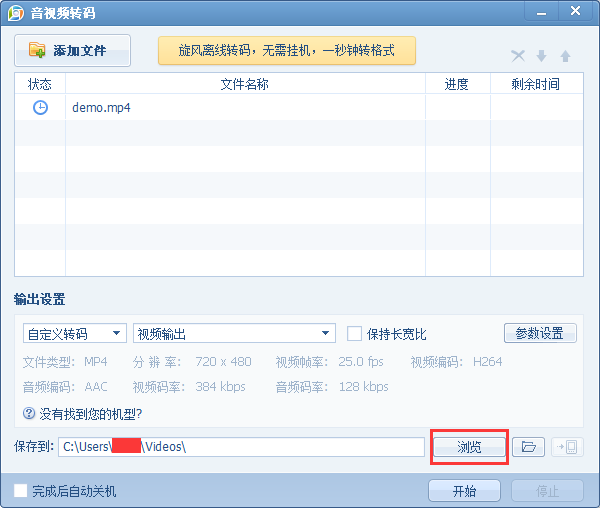 音视频转码
添加文件
旋风离线转码，无需挂机，一秒钟转格式
状态 文件名称 进度 剩余时间
demo.mp4
输出设置
自定义转码 视频输出 保持长宽比 参数设置
文件类型: MP4 分 辨 率: 720 x 480 视频帧率: 25.0 fps 视频编码: H264
音频编码: AAC 视频码率: 384 kbps 音频码率: 128 kbps
没有找到您的机型?
保存到: C:\Users\ \Videos\ 浏览
完成后自动关机 开始 停止